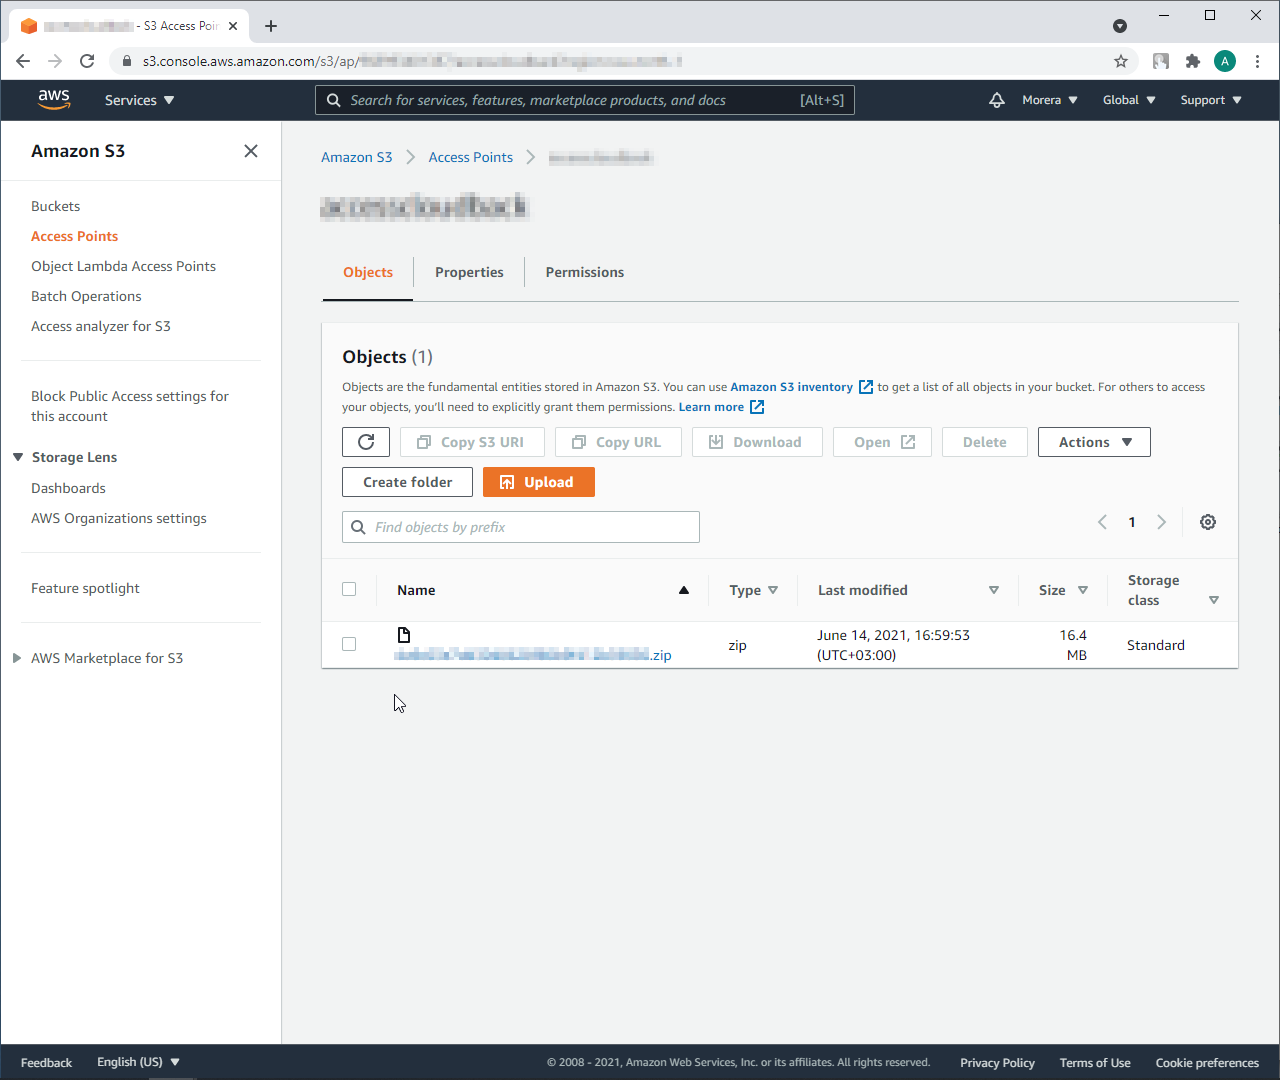 - S3 Access Poin
s3.console.aws.amazon.com/s3/ap/
A
aws
Services
Search for services, features, marketplace products, and docs
[Alt+S]
Morera
Global
Support
Amazon S3
Buckets
Access Points
Object Lambda Access Points
Batch Operations
Access analyzer for S3
Block Public Access settings for
this account
Storage Lens
Dashboards
AWS Organizations settings
Feature spotlight
AWS Marketplace for S3
Amazon S3
Access Points
Objects
Properties
Permissions
Objects (1)
Objects are the fundamental entities stored in Amazon S3. You can use Amazon S3 inventory to get a list of all objects in your bucket. For others to access
your objects, you'll need to explicitly grant them permissions. Learn more
Copy S3 URI
Copy URL
Download
Open
Delete
Actions
Create folder
Upload
Find objects by prefix
1
Name
Type
Last modified
Size
Storage
class
.zip
zip
June 14, 2021, 16:59:53
(UTC+03:00)
16.4
MB
Standard
Feedback
English (US)
© 2008 - 2021, Amazon Web Services, Inc. or its affiliates. All rights reserved.
Privacy Policy
Terms of Use
Cookie preferences